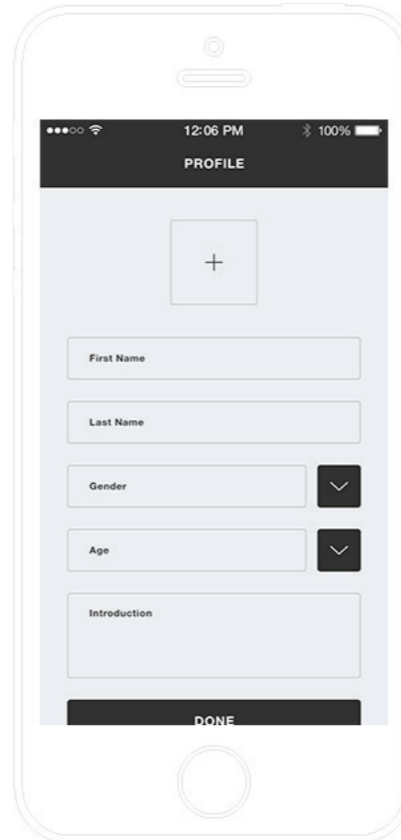 12:06 PM 100%
PROFILE
First Name
Last Name
Gender
Age
Introduction
DONE